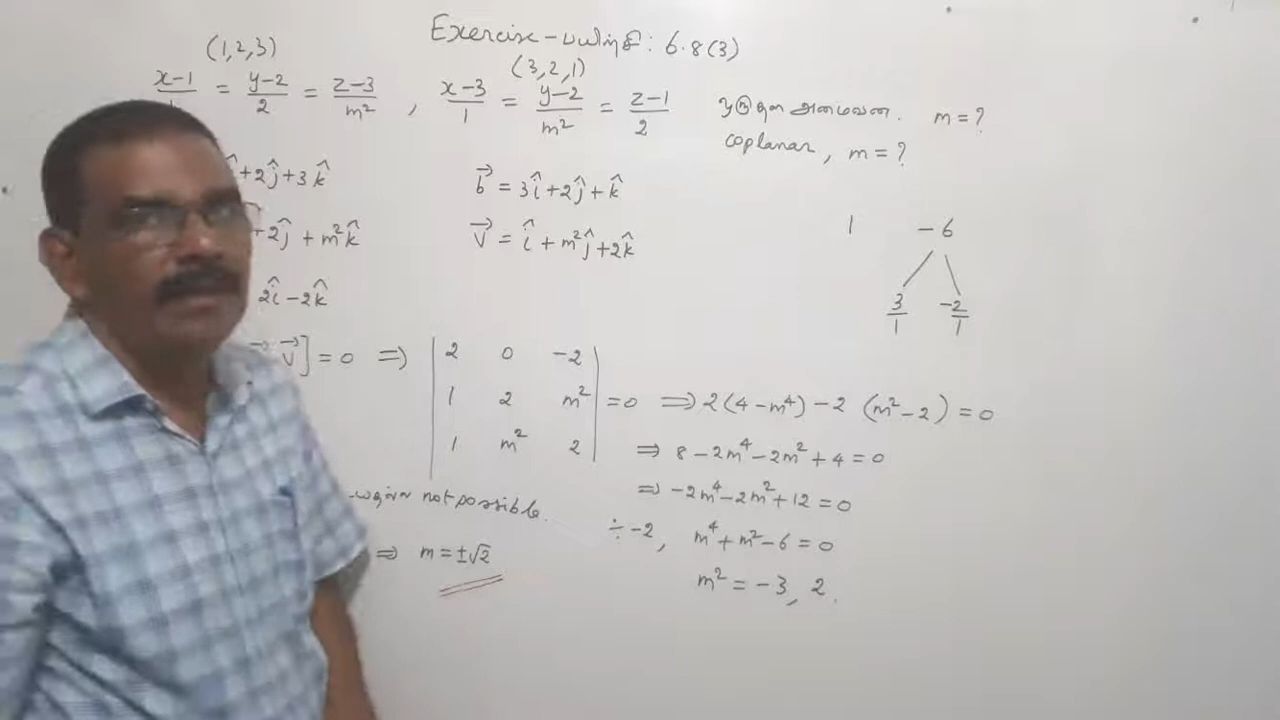 Exercise - பயிற்சி : 6.8(3)
(1,2,3)
(3,2,1)
x-1/1 = y-2/2 = z-3/m² , x-3/1 = y-2/m² = z-1/2
m = ?
coplanar, m = ?
+2ĵ+3k̂
b⃗ = 3î+2ĵ+k̂
+2ĵ + m²k̂
v⃗ = î + m²ĵ+2k̂
1 -6
3/1 -2/1
2î-2k̂
v⃗] = 0 ⇒ | 2 0 -2 |
| 1 2 m² | = 0 ⇒ 2(4-m⁴) - 2 (m²-2) = 0
| 1 m² 2 |
⇒ 8 - 2m⁴ - 2m² + 4 = 0
⇒ -2m⁴ - 2m² + 12 = 0
not possible.
÷ -2, m⁴ + m² - 6 = 0
⇒ m = ±√2
m² = -3, 2.